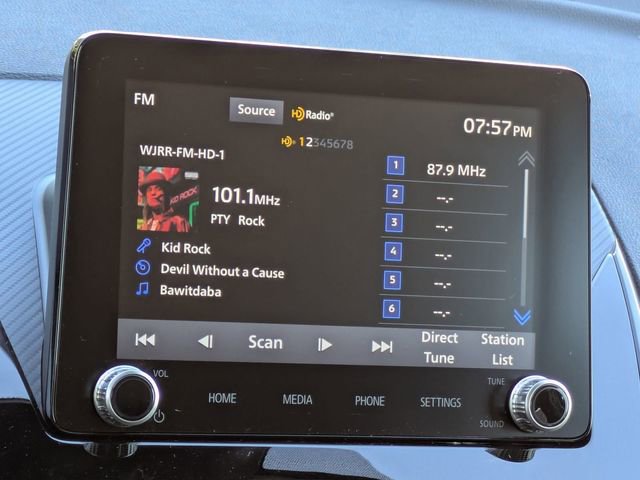 FM
Source
HD Radio®
07:57PM
HD® 12345678
WJRR-FM-HD-1
KID ROCK
101.1MHz
PTY Rock
Kid Rock
Devil Without a Cause
Bawitdaba
1 87.9 MHz
2 --.-
3 --.-
4 --.-
5 --.-
6 --.-
Scan
Direct
Tune
Station
List
VOL
HOME
MEDIA
PHONE
SETTINGS
TUNE
SOUND